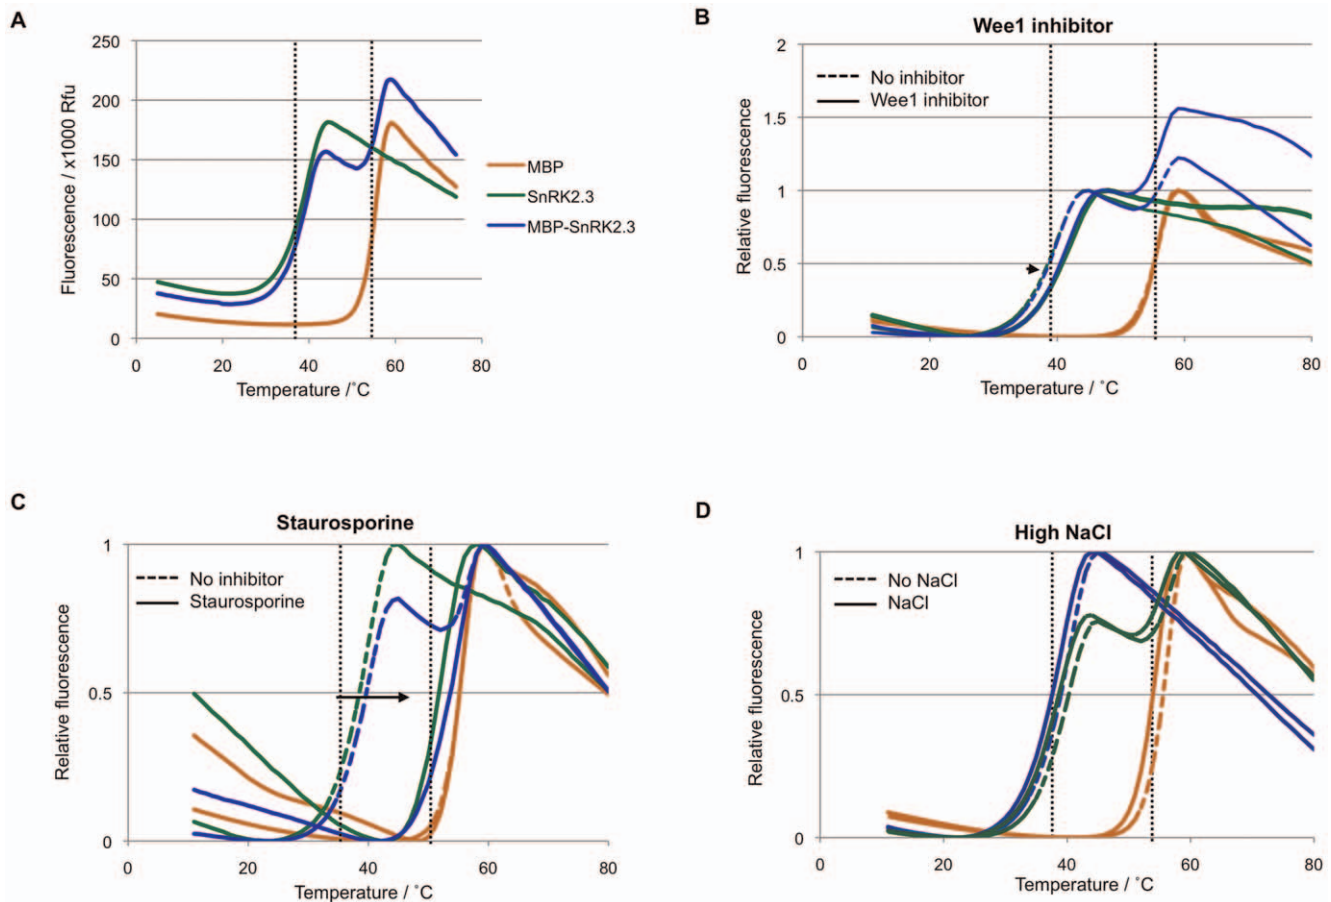 A
250
200
150
100
50
0
Fluorescence / x1000 Rfu
0 20 40 60 80
Temperature /˚C
MBP
SnRK2.3
MBP-SnRK2.3
B
Wee1 inhibitor
2
1.5
1
0.5
0
Relative fluorescence
No inhibitor
Wee1 inhibitor
0 20 40 60 80
Temperature / ˚C
C
Staurosporine
1
0.5
0
Relative fluorescence
No inhibitor
Staurosporine
0 20 40 60 80
Temperature / ˚C
D
High NaCl
1
0.5
0
Relative fluorescence
No NaCl
NaCl
0 20 40 60 80
Temperature / ˚C